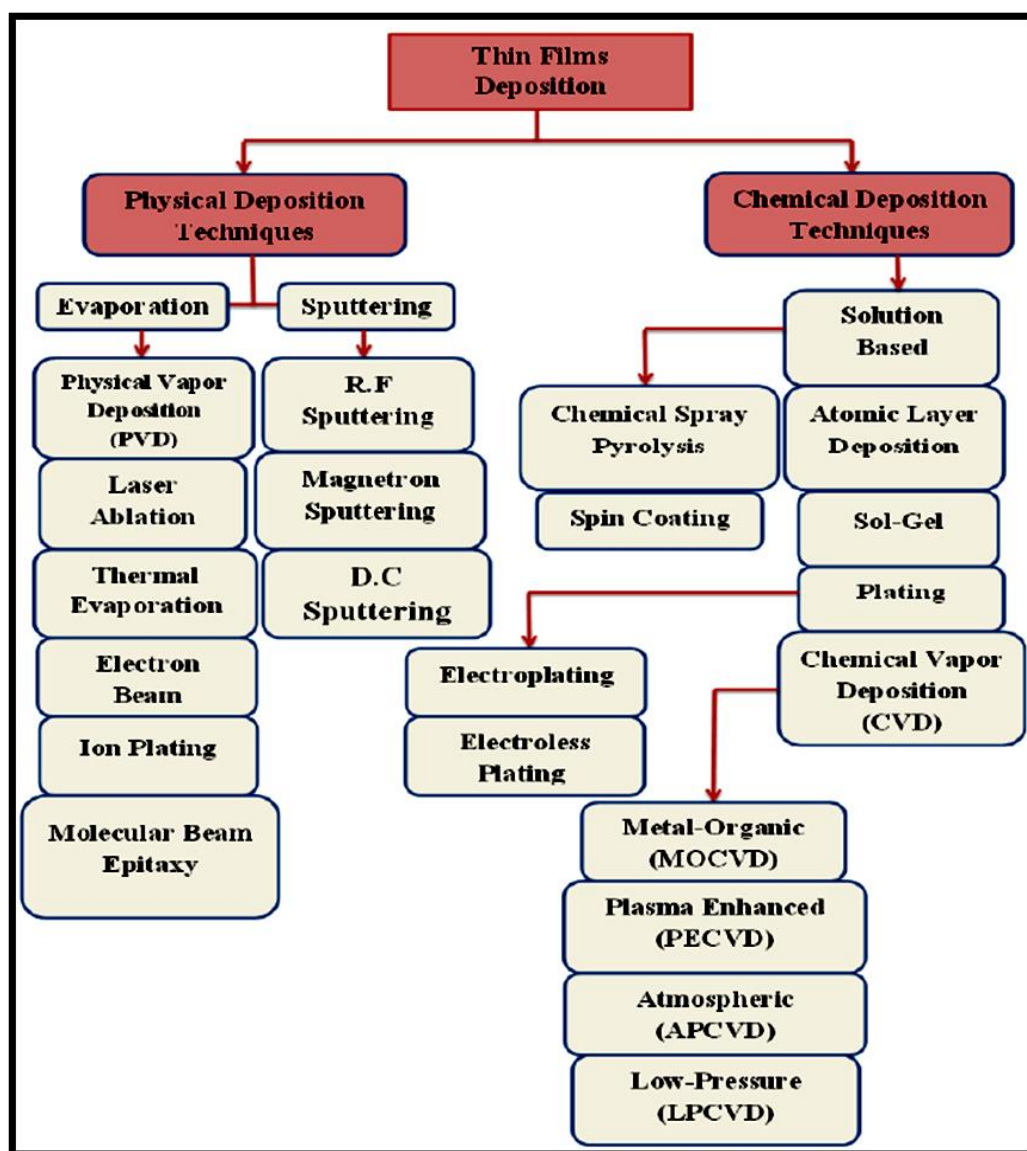 Thin Films
Deposition
Physical Deposition
Techniques
Chemical Deposition
Techniques
Evaporation
Sputtering
Physical Vapor
Deposition
(PVD)
Laser
Ablation
Thermal
Evaporation
Electron
Beam
Ion Plating
Molecular Beam
Epitaxy
R.F
Sputtering
Magnetron
Sputtering
D.C
Sputtering
Solution
Based
Chemical Spray
Pyrolysis
Spin Coating
Atomic Layer
Deposition
Sol-Gel
Plating
Electroplating
Electroless
Plating
Chemical Vapor
Deposition
(CVD)
Metal-Organic
(MOCVD)
Plasma Enhanced
(PECVD)
Atmospheric
(APCVD)
Low-Pressure
(LPCVD)